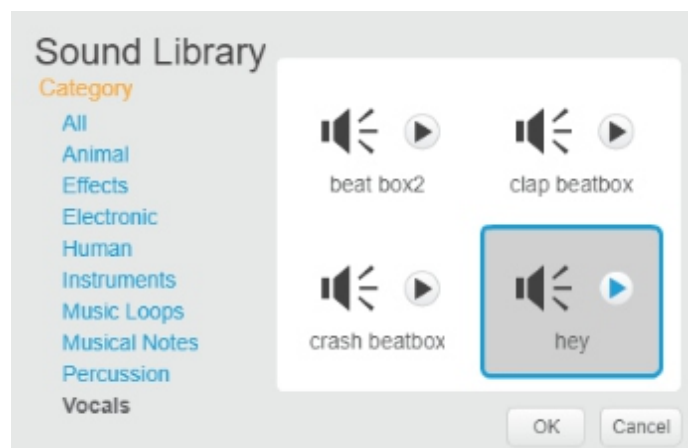 Sound Library
Category
All
Animal
Effects
Electronic
Human
Instruments
Music Loops
Musical Notes
Percussion
Vocals
beat box2
clap beatbox
crash beatbox
hey
OK
Cancel